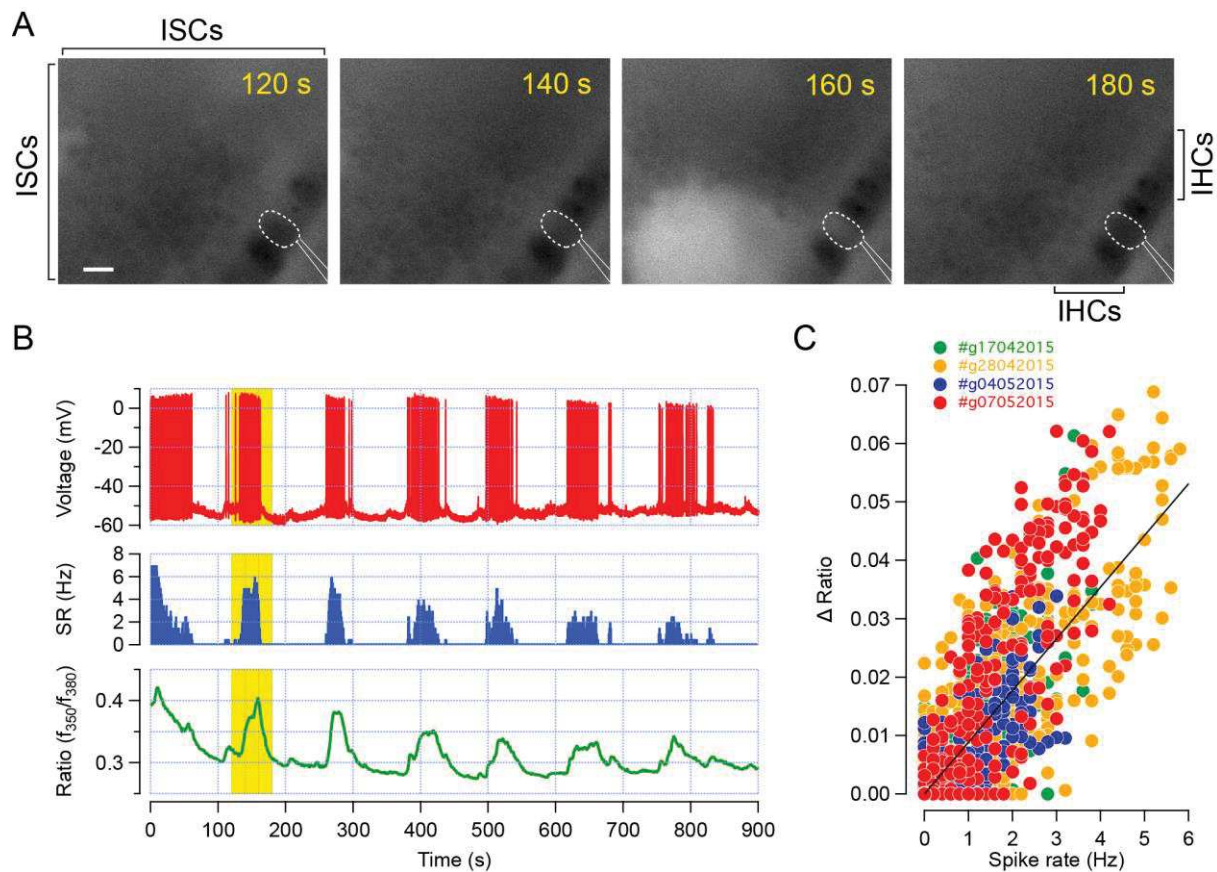 A
ISCs
120 s
140 s
160 s
180 s
ISCs
IHCs
IHCs
B
Voltage (mV)
0
-20
-40
-60
SR (Hz)
8
6
4
2
0
Ratio (f350/f380)
0.4
0.3
0
100
200
300
400
500
600
700
800
900
Time (s)
C
#g17042015
#g28042015
#g04052015
#g07052015
Δ Ratio
0.07
0.06
0.05
0.04
0.03
0.02
0.01
0.00
0
1
2
3
4
5
6
Spike rate (Hz)